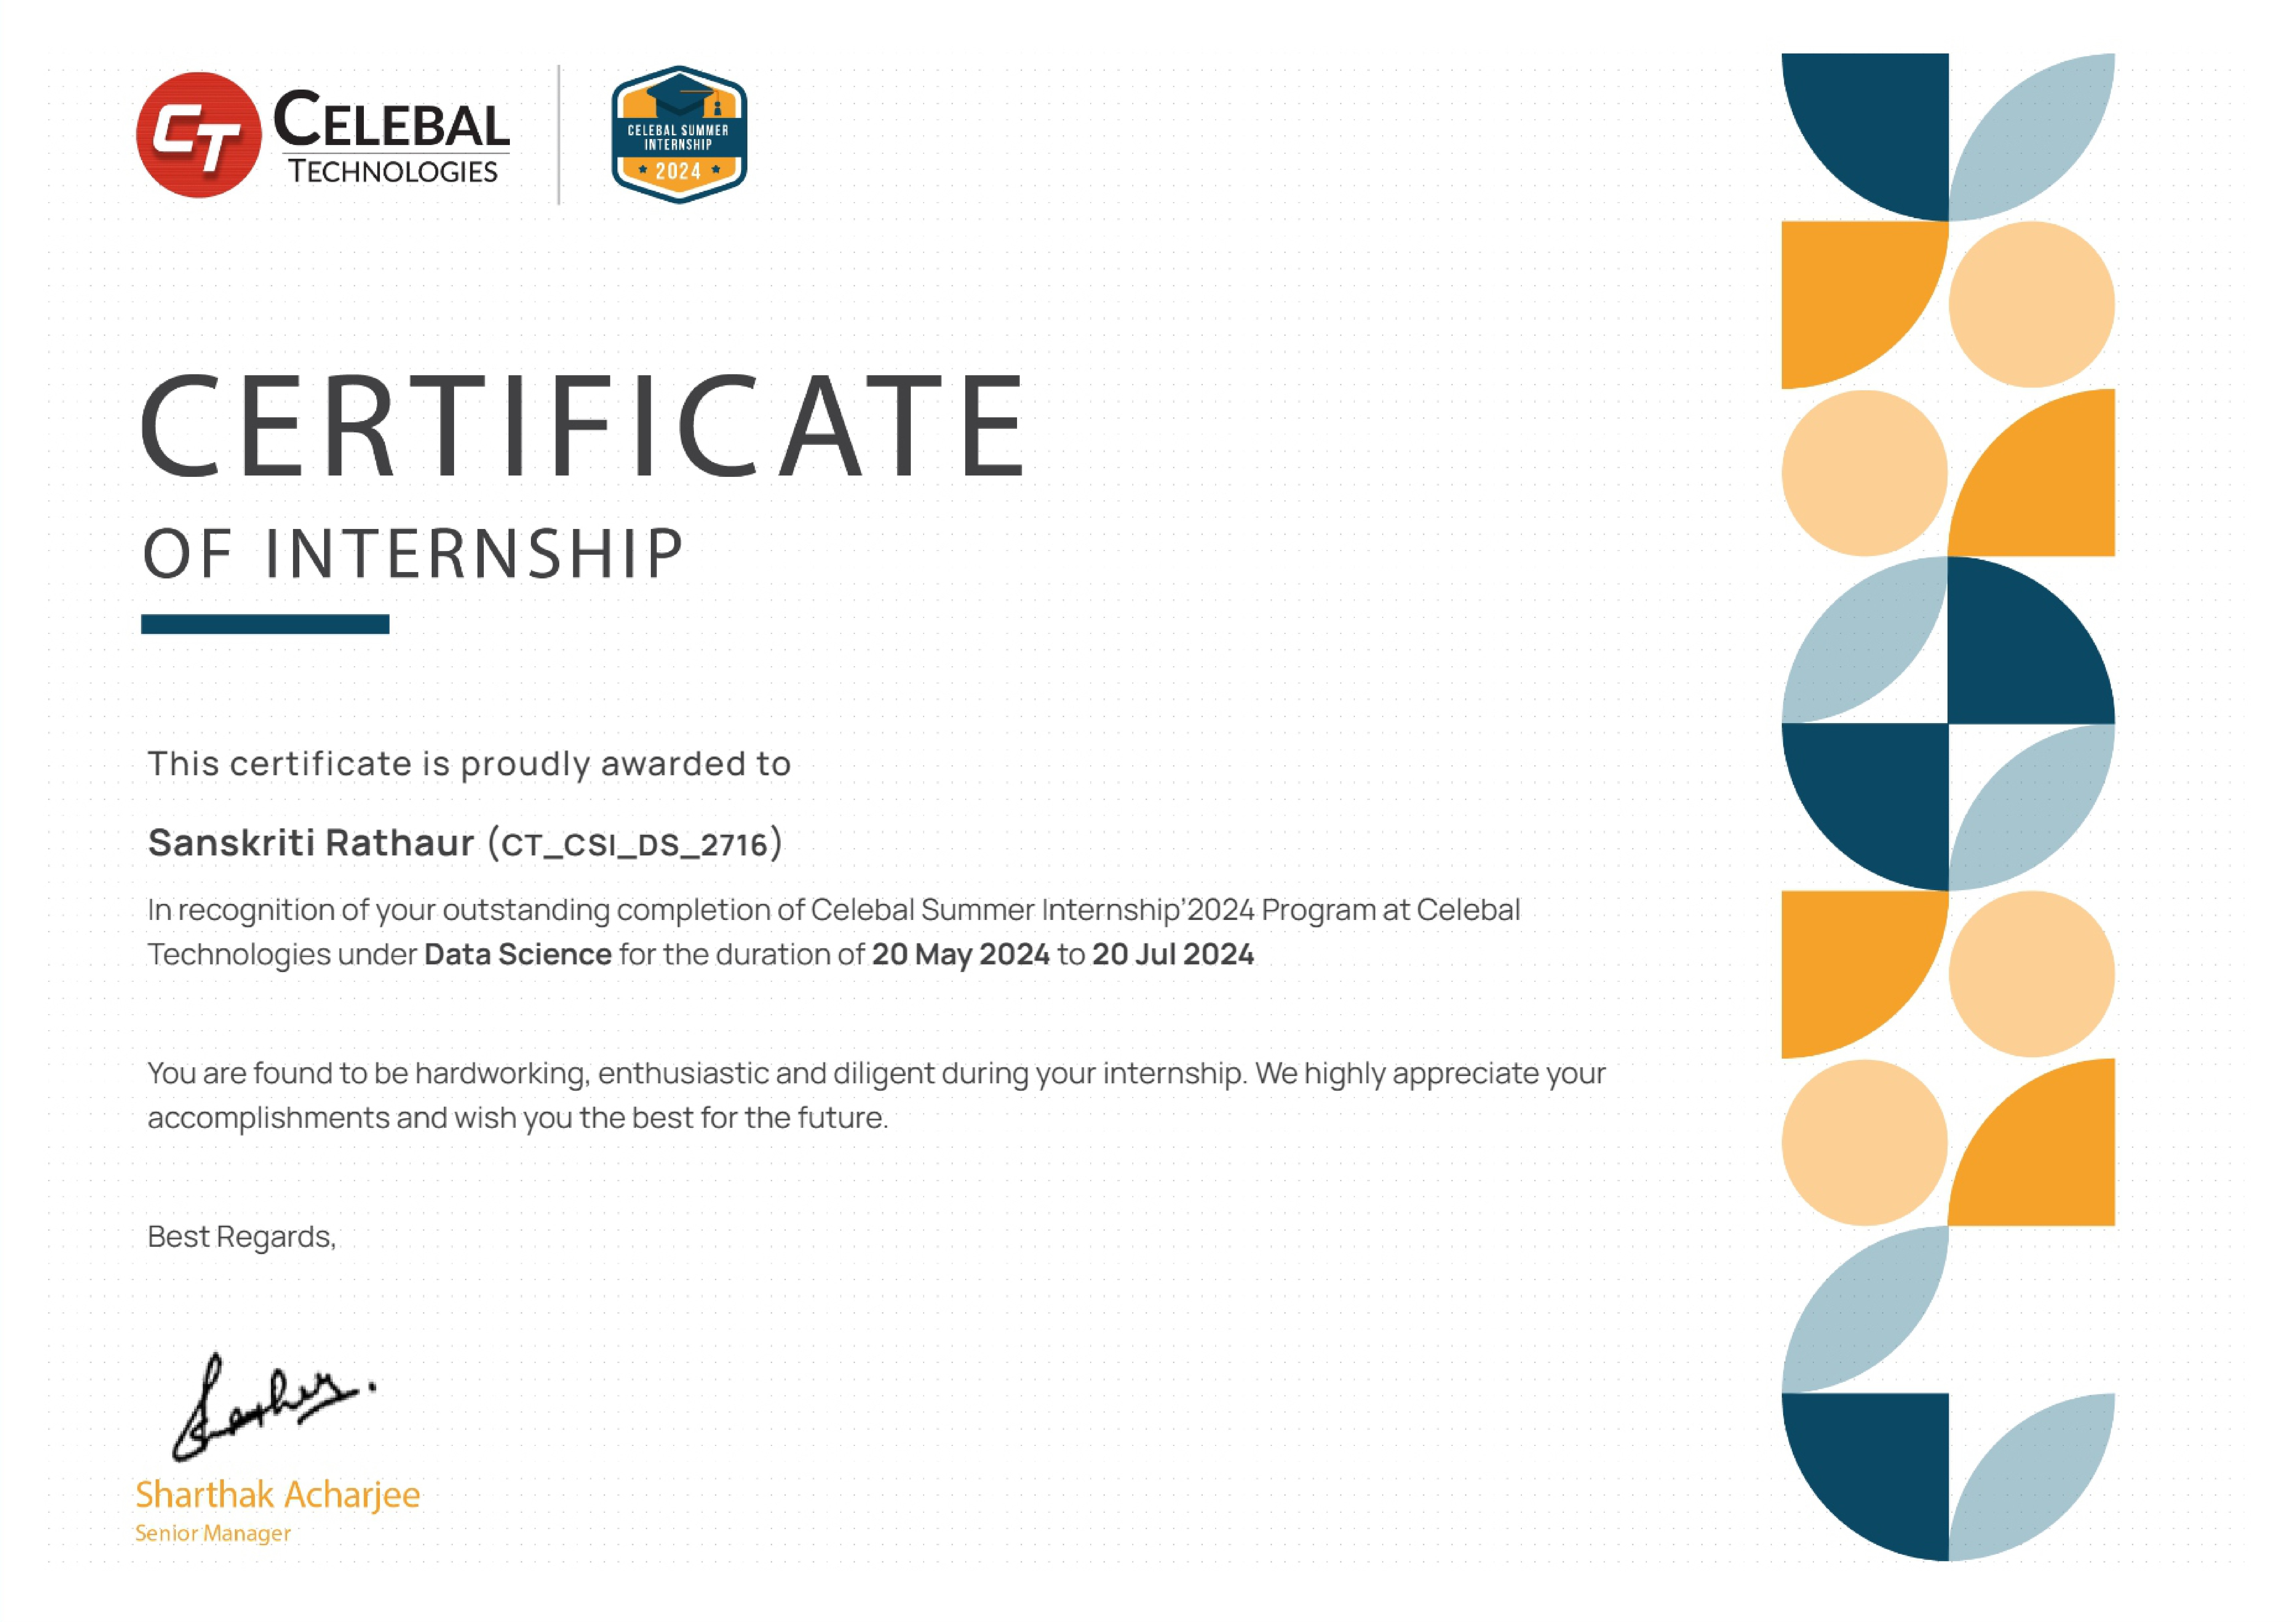 CT CELEBAL
TECHNOLOGIES
CELEBAL SUMMER
INTERNSHIP
2024
CERTIFICATE
OF INTERNSHIP
This certificate is proudly awarded to
Sanskriti Rathaur (CT_CSI_DS_2716)
In recognition of your outstanding completion of Celebal Summer Internship’2024 Program at Celebal
Technologies under Data Science for the duration of 20 May 2024 to 20 Jul 2024
You are found to be hardworking, enthusiastic and diligent during your internship. We highly appreciate your
accomplishments and wish you the best for the future.
Best Regards,
Sharthak Acharjee
Senior Manager